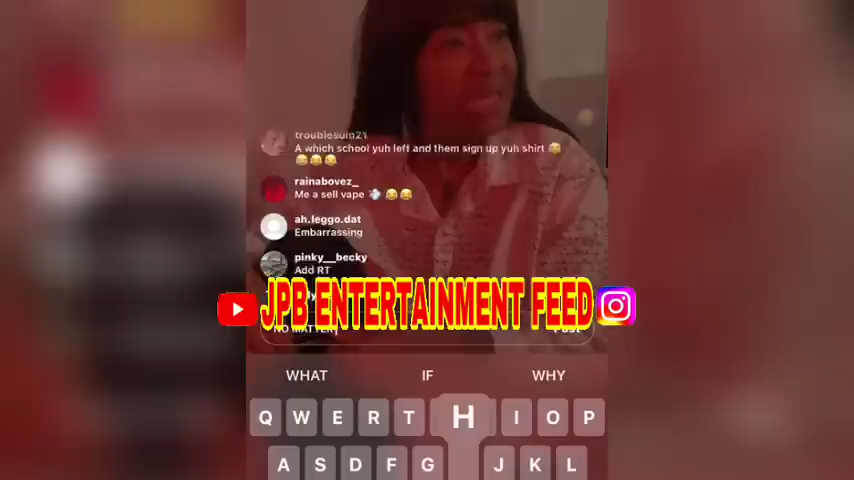 troublesum21
A which school yuh left and them sign up yuh shirt 😂
😂😂😂
rainabovez_
Me a sell vape 💨 😂😂
ah.leggo.dat
Embarrassing
pinky__becky
Add RT
JPB ENTERTAINMENT FEED
NO MATTER
Post
WHAT IF WHY
Q W E R T H I O P
A S D F G J K L